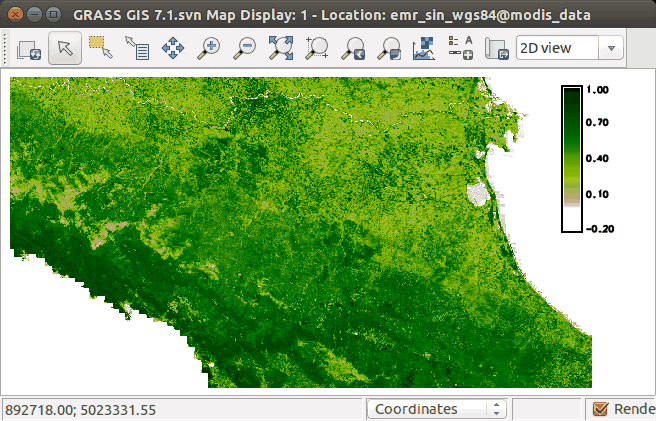 GRASS GIS 7.1.svn Map Display: 1 - Location: emr_sin_wgs84@modis_data
2D view
1.00
0.70
0.40
0.10
-0.20
892718.00; 5023331.55
Coordinates
Rende